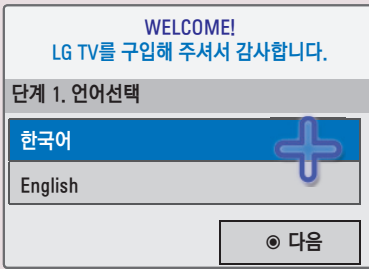 WELCOME!
LG TV를 구입해 주셔서 감사합니다.
단계 1. 언어선택
한국어
English
◉ 다음